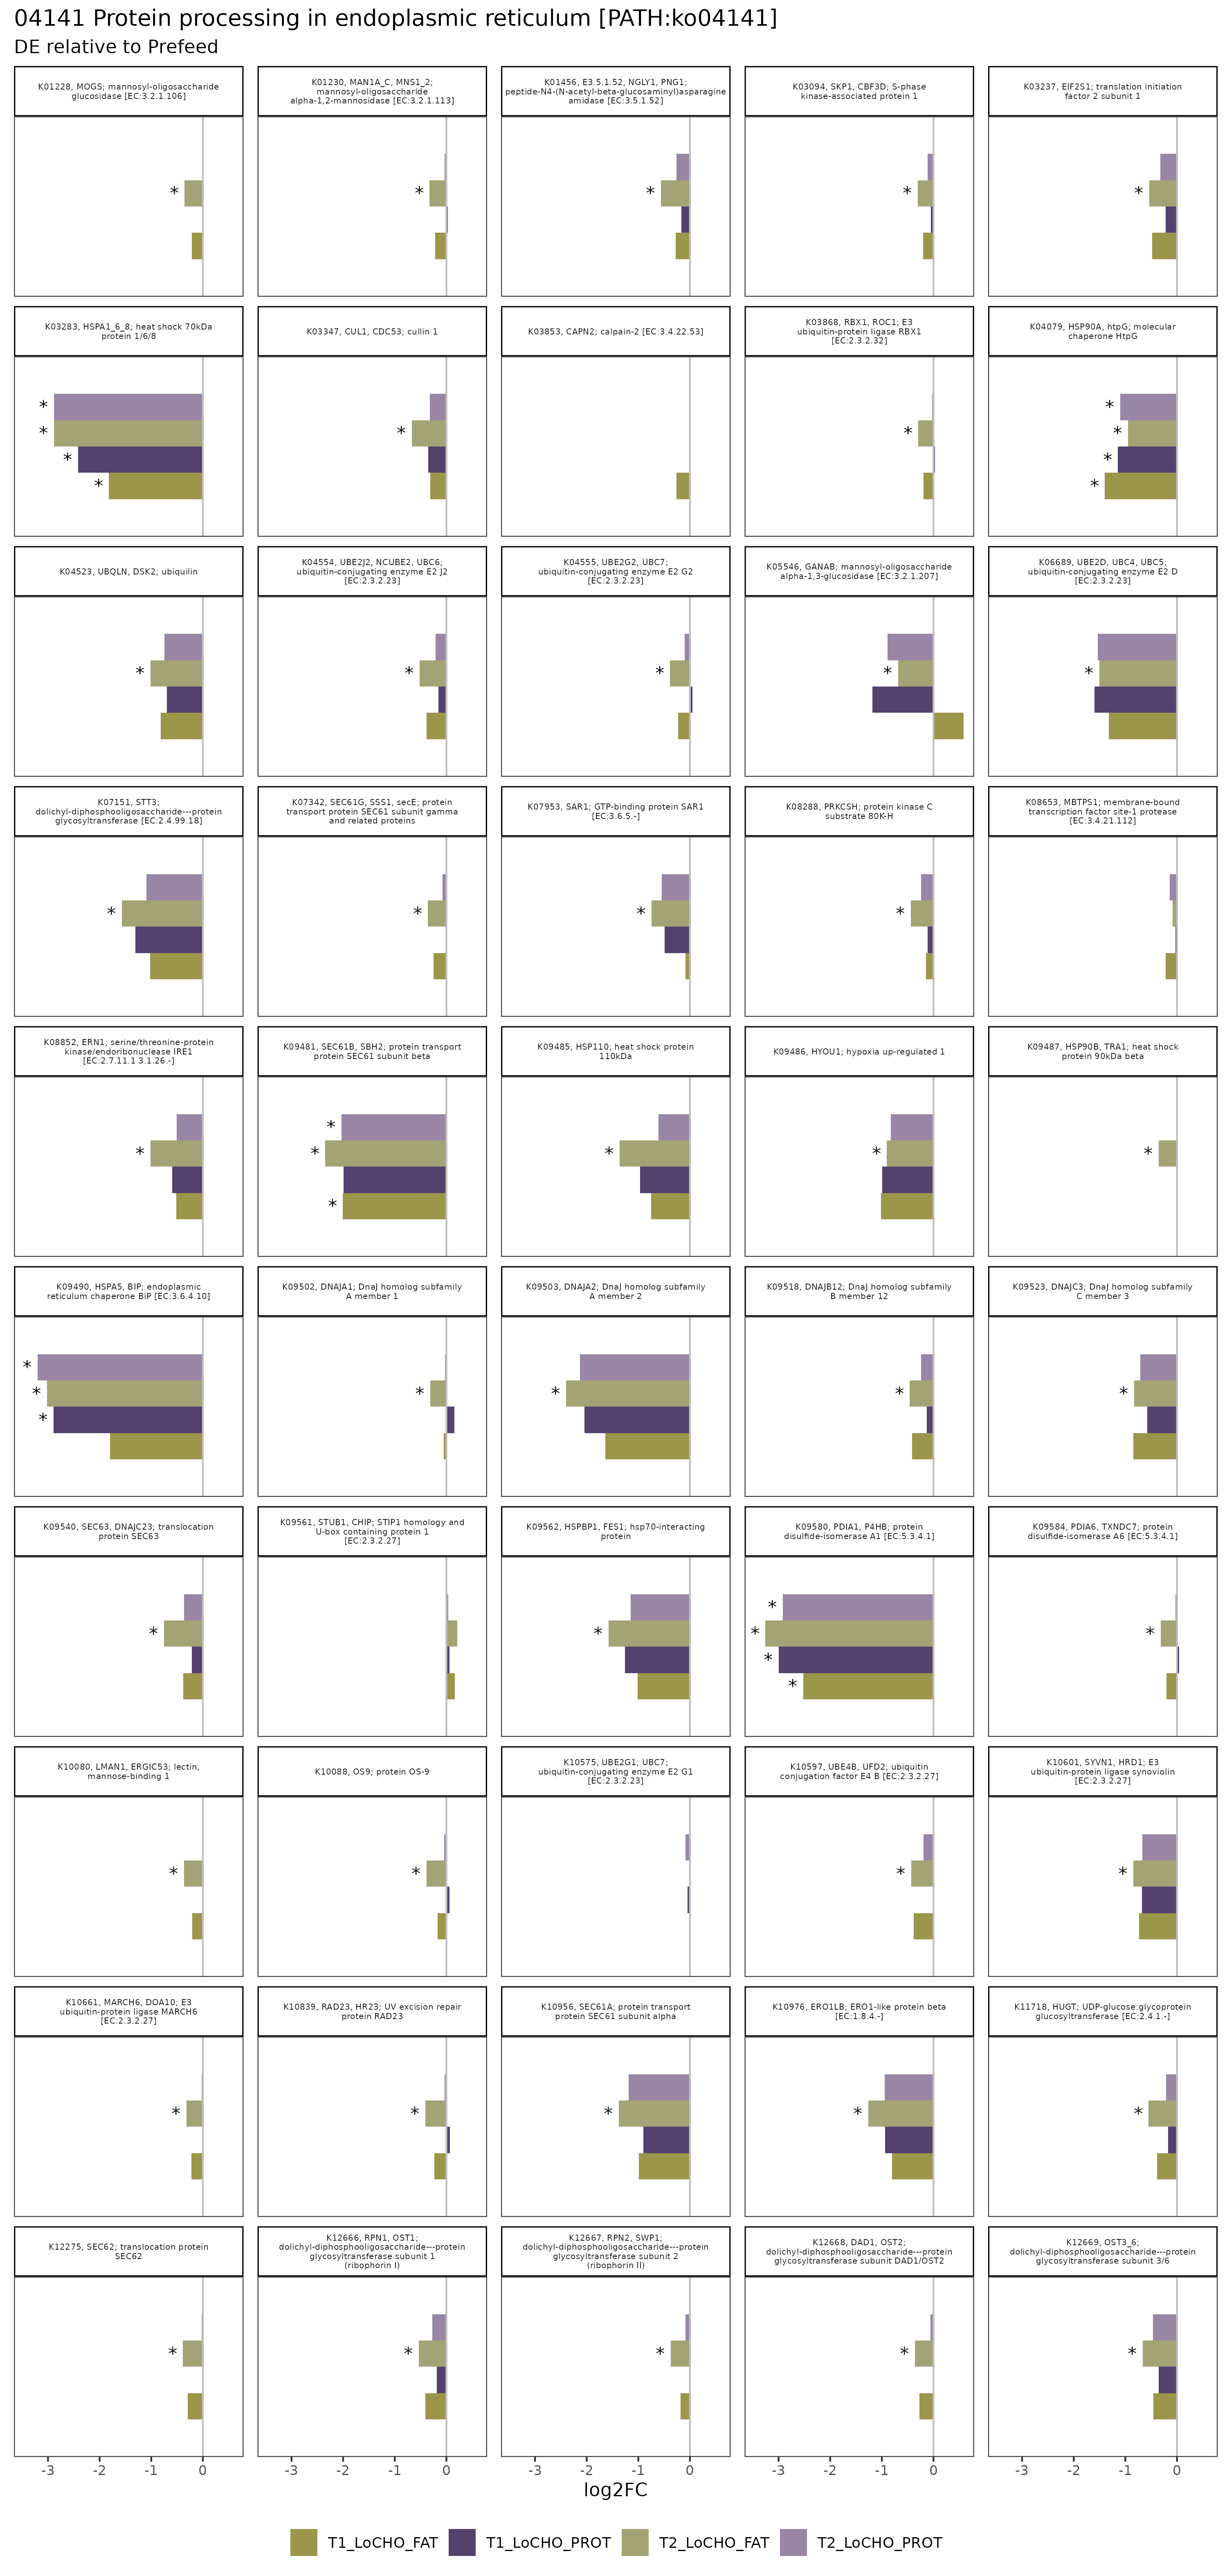 04141 Protein processing in endoplasmic reticulum [PATH:ko04141]
DE relative to Prefeed
K01228, MOGS; mannosyl-oligosaccharide
glucosidase [EC:3.2.1.106]
K01230, MAN1A_C, MNS1_2;
mannosyl-oligosaccharide
alpha-1,2-mannosidase [EC:3.2.1.113]
K01456, E3.5.1.52, NGLY1, PNG1;
peptide-N4-(N-acetyl-beta-glucosaminyl)asparagine
amidase [EC:3.5.1.52]
K03094, SKP1, CBF3D; S-phase
kinase-associated protein 1
K03237, EIF2S1; translation initiation
factor 2 subunit 1
*
*
*
*
*
K03283, HSPA1_6_8; heat shock 70kDa
protein 1/6/8
K03347, CUL1, CDC53; cullin 1
K03853, CAPN2; calpain-2 [EC:3.4.22.53]
K03868, RBX1, ROC1; E3
ubiquitin-protein ligase RBX1
[EC:2.3.2.32]
K04079, HSP90A, htpG; molecular
chaperone HtpG
*
*
*
*
*
*
*
*
*
*
K04523, UBQLN, DSK2; ubiquilin
K04554, UBE2J2, NCUBE2, UBC6;
ubiquitin-conjugating enzyme E2 J2
[EC:2.3.2.23]
K04555, UBE2G2, UBC7;
ubiquitin-conjugating enzyme E2 G2
[EC:2.3.2.23]
K05546, GANAB; mannosyl-oligosaccharide
alpha-1,3-glucosidase [EC:3.2.1.207]
K06689, UBE2D, UBC4, UBC5;
ubiquitin-conjugating enzyme E2 D
[EC:2.3.2.23]
*
*
*
*
*
K07151, STT3;
dolichyl-diphosphooligosaccharide---protein
glycosyltransferase [EC:2.4.99.18]
K07342, SEC61G, SSS1, secE; protein
transport protein SEC61 subunit gamma
and related proteins
K07953, SAR1; GTP-binding protein SAR1
[EC:3.6.5.-]
K08288, PRKCSH; protein kinase C
substrate 80K-H
K08653, MBTPS1; membrane-bound
transcription factor site-1 protease
[EC:3.4.21.112]
*
*
*
*
K08852, ERN1; serine/threonine-protein
kinase/endoribonuclease IRE1
[EC:2.7.11.1 3.1.26.-]
K09481, SEC61B, SBH2; protein transport
protein SEC61 subunit beta
K09485, HSP110; heat shock protein
110kDa
K09486, HYOU1; hypoxia up-regulated 1
K09487, HSP90B, TRA1; heat shock
protein 90kDa beta
*
*
*
*
*
*
*
K09490, HSPA5, BIP; endoplasmic
reticulum chaperone BiP [EC:3.6.4.10]
K09502, DNAJA1; DnaJ homolog subfamily
A member 1
K09503, DNAJA2; DnaJ homolog subfamily
A member 2
K09518, DNAJB12; DnaJ homolog subfamily
B member 12
K09523, DNAJC3; DnaJ homolog subfamily
C member 3
*
*
*
*
*
*
*
K09540, SEC63, DNAJC23; translocation
protein SEC63
K09561, STUB1, CHIP; STIP1 homology and
U-box containing protein 1
[EC:2.3.2.27]
K09562, HSPBP1, FES1; hsp70-interacting
protein
K09580, PDIA1, P4HB; protein
disulfide-isomerase A1 [EC:5.3.4.1]
K09584, PDIA6, TXNDC7; protein
disulfide-isomerase A6 [EC:5.3.4.1]
*
*
*
*
*
*
*
K10080, LMAN1, ERGIC53; lectin,
mannose-binding 1
K10088, OS9; protein OS-9
K10575, UBE2G1, UBC7;
ubiquitin-conjugating enzyme E2 G1
[EC:2.3.2.23]
K10597, UBE4B, UFD2; ubiquitin
conjugation factor E4 B [EC:2.3.2.27]
K10601, SYVN1, HRD1; E3
ubiquitin-protein ligase synoviolin
[EC:2.3.2.27]
*
*
*
*
K10661, MARCH6, DOA10; E3
ubiquitin-protein ligase MARCH6
[EC:2.3.2.27]
K10839, RAD23, HR23; UV excision repair
protein RAD23
K10956, SEC61A; protein transport
protein SEC61 subunit alpha
K10976, ERO1LB; ERO1-like protein beta
[EC:1.8.4.-]
K11718, HUGT; UDP-glucose:glycoprotein
glucosyltransferase [EC:2.4.1.-]
*
*
*
*
*
K12275, SEC62; translocation protein
SEC62
K12666, RPN1, OST1;
dolichyl-diphosphooligosaccharide---protein
glycosyltransferase subunit 1
(ribophorin I)
K12667, RPN2, SWP1;
dolichyl-diphosphooligosaccharide---protein
glycosyltransferase subunit 2
(ribophorin II)
K12668, DAD1, OST2;
dolichyl-diphosphooligosaccharide---protein
glycosyltransferase subunit DAD1/OST2
K12669, OST3_6;
dolichyl-diphosphooligosaccharide---protein
glycosyltransferase subunit 3/6
*
*
*
*
*
-3 -2 -1 0
-3 -2 -1 0
-3 -2 -1 0
-3 -2 -1 0
-3 -2 -1 0
log2FC
T1_LoCHO_FAT T1_LoCHO_PROT T2_LoCHO_FAT T2_LoCHO_PROT